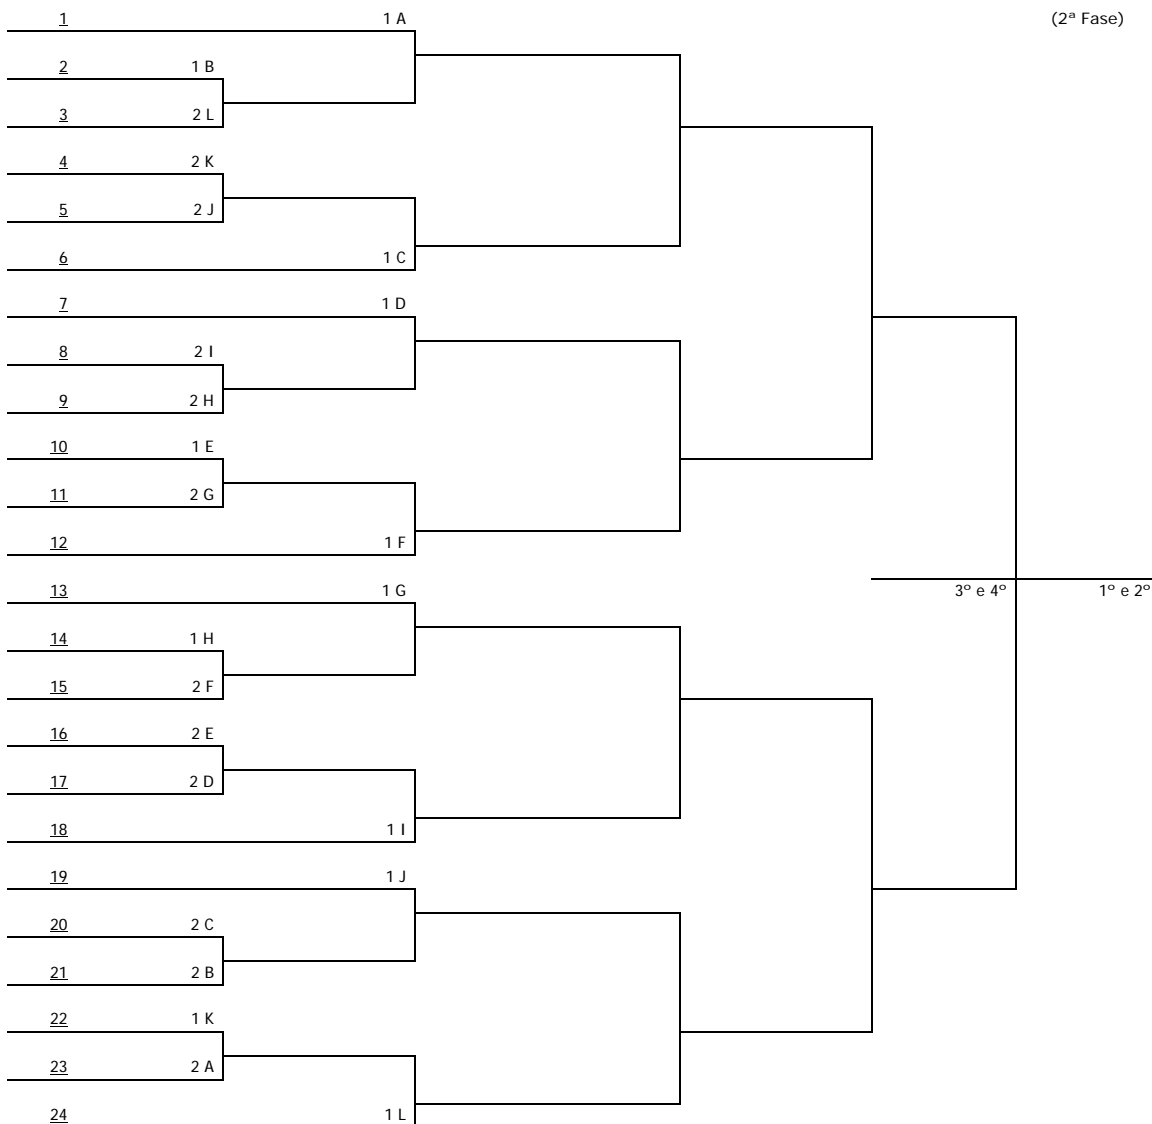 1 1 A (2ª Fase)
2 1 B
3 2 L
4 2 K
5 2 J
6 1 C
7 1 D
8 2 I
9 2 H
10 1 E
11 2 G
12 1 F
3º e 4º 1º e 2º
13 1 G
14 1 H
15 2 F
16 2 E
17 2 D
18 1 I
19 1 J
20 2 C
21 2 B
22 1 K
23 2 A
24 1 L